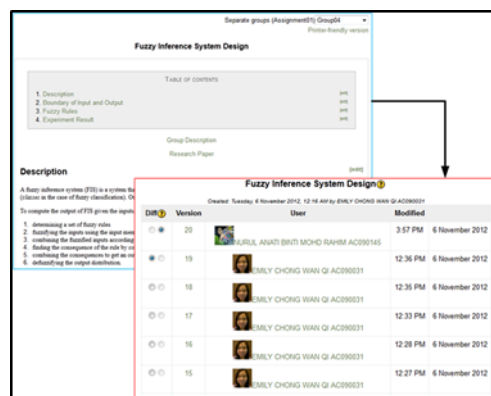 Separate groups (Assignment01) Group04
Printer-friendly version
Fuzzy Inference System Design
TABLE OF CONTENTS
1. Description
2. Boundary of Input and Output
3. Fuzzy Rules
4. Experiment Result
Group Description
Research Paper
Description
[edit]
A fuzzy inference system (FIS) is a system tha
(classes in the case of fuzzy classification). O
To compute the output of FIS given the inputs
1. determining a set of fuzzy rules
2. fuzzifying the inputs using the input mem
3. combining the fuzzified inputs according
4. finding the consequence of the rule by co
5. combining the consequences to get an ou
6. defuzzifying the output distribution.
Fuzzy Inference System Design
Created: Tuesday, 6 November 2012, 12:16 AM by EMILY CHONG WAN QI AC090031
Diff Version User Modified
20 NURUL ANATI BINTI MOHD RAHIM AC090145 3:57 PM 6 November 2012
19 EMILY CHONG WAN QI AC090031 12:36 PM 6 November 2012
18 EMILY CHONG WAN QI AC090031 12:35 PM 6 November 2012
17 EMILY CHONG WAN QI AC090031 12:33 PM 6 November 2012
16 EMILY CHONG WAN QI AC090031 12:28 PM 6 November 2012
15 EMILY CHONG WAN QI AC090031 12:27 PM 6 November 2012